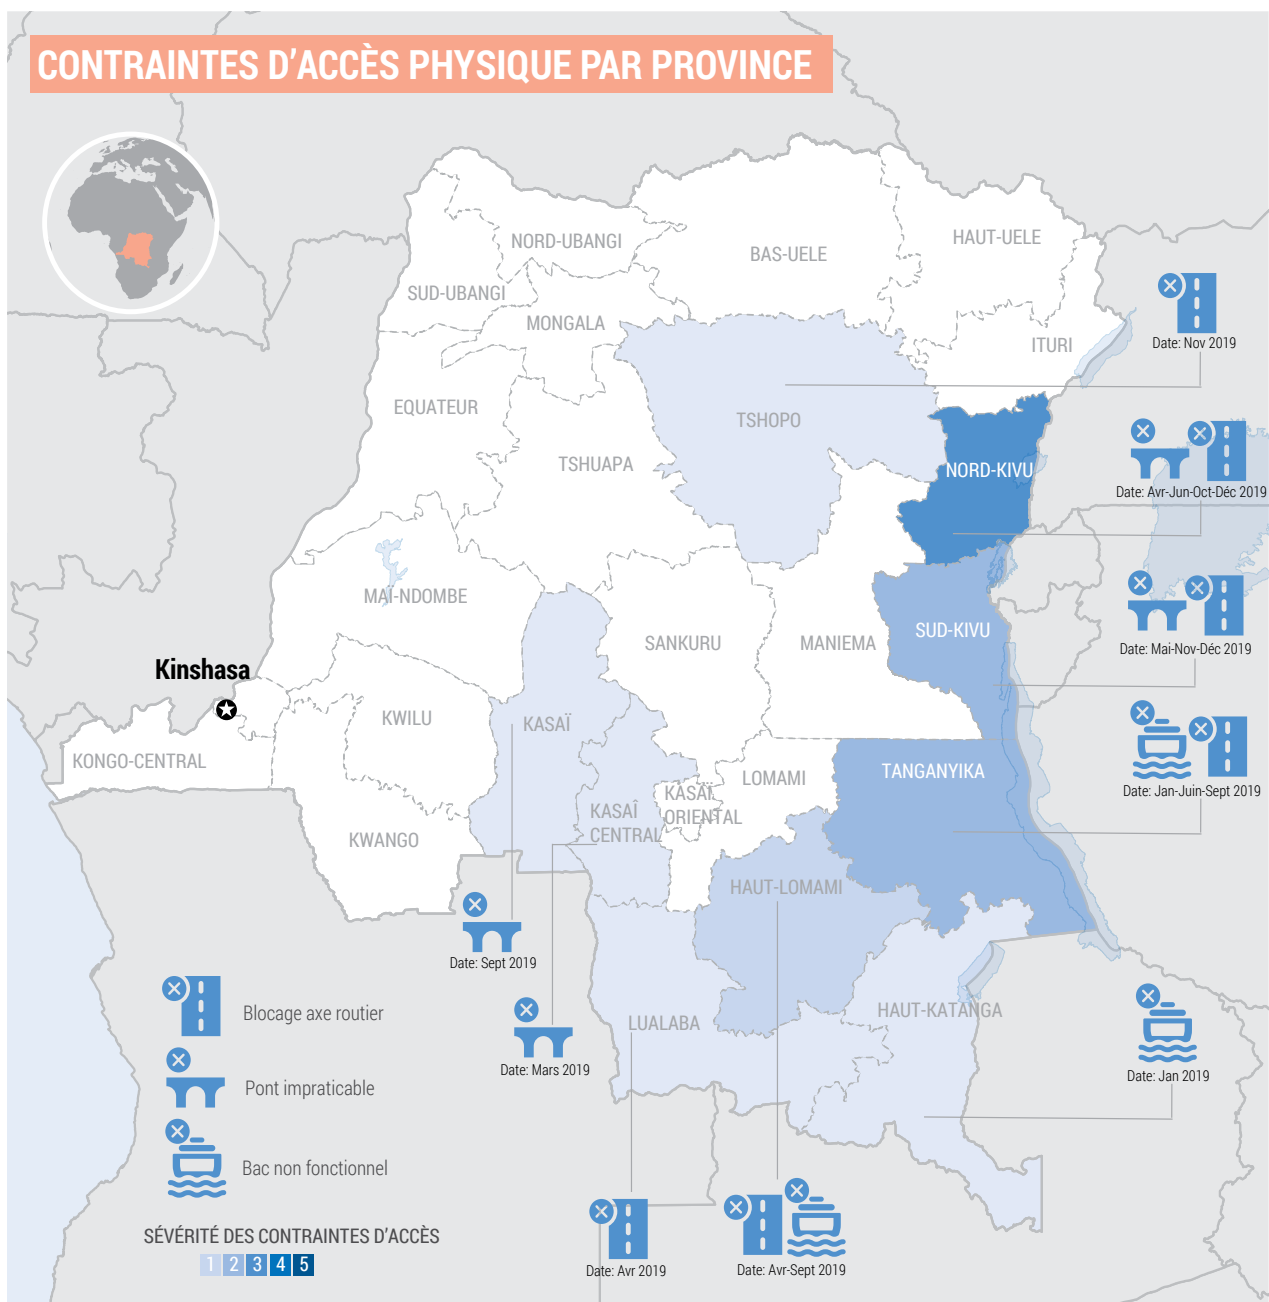 CONTRAINTES D'ACCÈS PHYSIQUE PAR PROVINCE
NORD-UBANGI
BAS-UELE
HAUT-UELE
SUD-UBANGI
MONGALA
ITURI
Date: Nov 2019
EQUATEUR
TSHOPO
TSHUAPA
NORD-KIVU
Date: Avr-Jun-Oct-Déc 2019
MAÏ-NDOMBE
SANKURU
MANIEMA
SUD-KIVU
Date: Mai-Nov-Déc 2019
Kinshasa
KWILU
KASAÏ
KONGO-CENTRAL
LOMAMI
TANGANYIKA
Date: Jan-Juin-Sept 2019
KASAÏ
ORIENTAL
KASAÎ
CENTRAL
KWANGO
HAUT-LOMAMI
Date: Sept 2019
HAUT-KATANGA
LUALABA
Date: Mars 2019
Date: Jan 2019
Blocage axe routier
Pont impraticable
Bac non fonctionnel
SÉVÉRITÉ DES CONTRAINTES D'ACCÈS
1 2 3 4 5
Date: Avr 2019
Date: Avr-Sept 2019